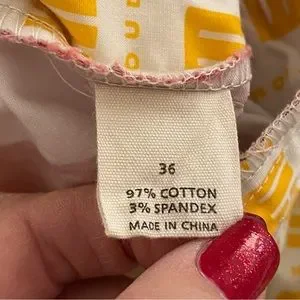 36
97% COTTON
3% SPANDEX
MADE IN CHINA